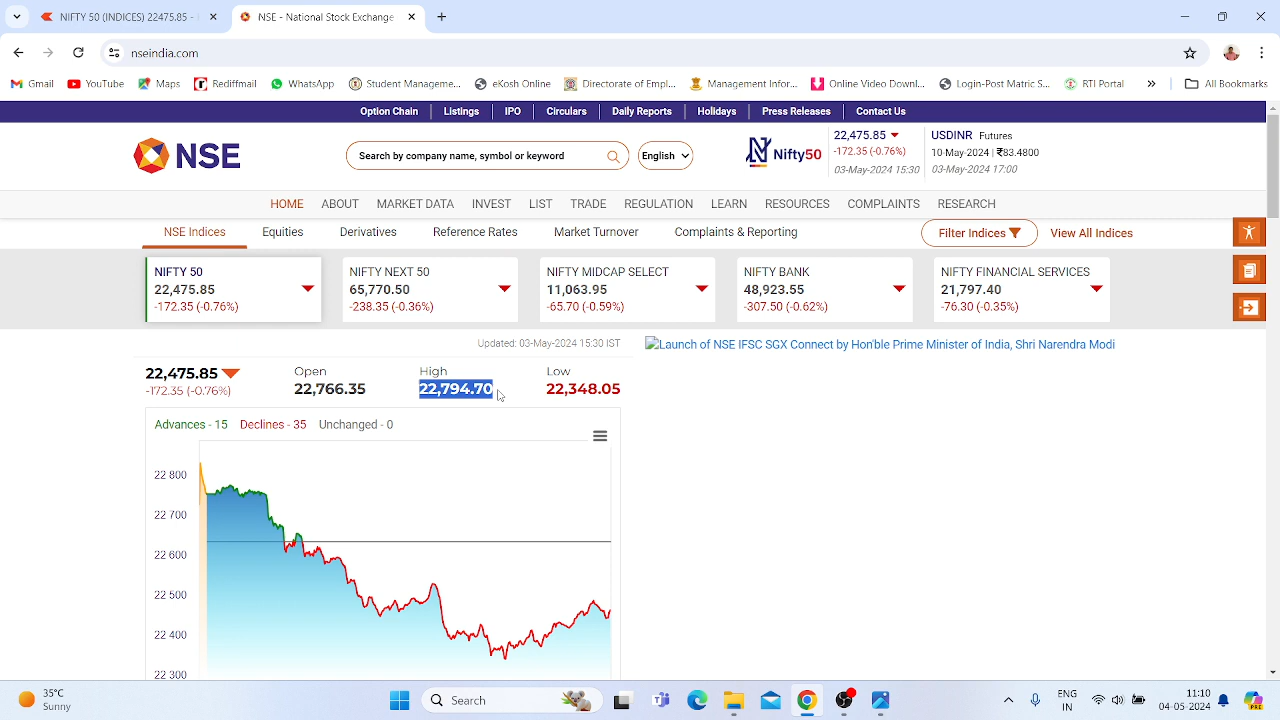 NIFTY 50 (INDICES) 22475.85 -
NSE - National Stock Exchange
nseindia.com
Gmail YouTube Maps Rediffmail WhatsApp Student Manageme... eKosh Online Directorate of Empl... Management Infor... Online Video Downl... Login-Post Matric S... RTI Portal » All Bookmarks
Option Chain Listings IPO Circulars Daily Reports Holidays Press Releases Contact Us
NSE
Search by company name, symbol or keyword
English
Nifty50
22,475.85
-172.35 (-0.76%)
03-May-2024 15:30
USDINR Futures
10-May-2024 | ₹83.4800
03-May-2024 17:00
HOME ABOUT MARKET DATA INVEST LIST TRADE REGULATION LEARN RESOURCES COMPLAINTS RESEARCH
NSE Indices Equities Derivatives Reference Rates Market Turnover Complaints & Reporting Filter Indices View All Indices
NIFTY 50
22,475.85
-172.35 (-0.76%)
NIFTY NEXT 50
65,770.50
-238.35 (-0.36%)
NIFTY MIDCAP SELECT
11,063.95
-65.70 (-0.59%)
NIFTY BANK
48,923.55
-307.50 (-0.62%)
NIFTY FINANCIAL SERVICES
21,797.40
-76.30 (-0.35%)
Updated: 03-May-2024 15:30 IST
Launch of NSE IFSC SGX Connect by Hon'ble Prime Minister of India, Shri Narendra Modi
22,475.85
-172.35 (-0.76%)
Open
22,766.35
High
22,794.70
Low
22,348.05
Advances - 15 Declines - 35 Unchanged - 0
22 800
22 700
22 600
22 500
22 400
22 300
35°C
Sunny
Search
ENG
IN
11:10
04-05-2024